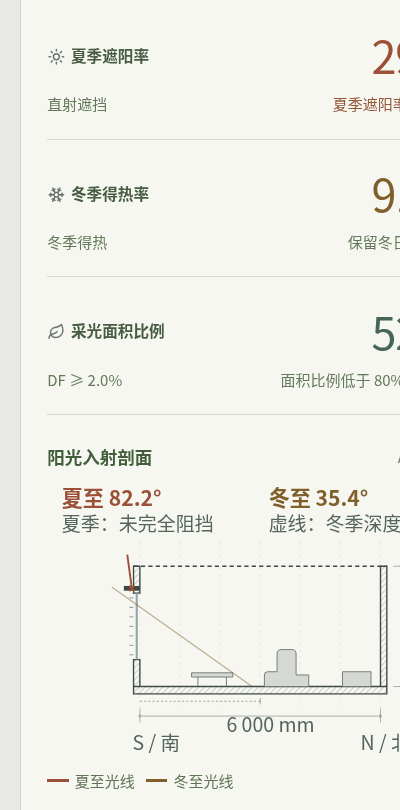 夏季遮阳率
29
直射遮挡
夏季遮阳率
冬季得热率
9
冬季得热
保留冬日
采光面积比例
5
DF ⩾ 2.0%
面积比例低于 80%
阳光入射剖面
夏至 82.2° 冬至 35.4°
夏季：未完全阻挡 虚线：冬季深度
6 000 mm
S / 南 N / 北
夏至光线 冬至光线